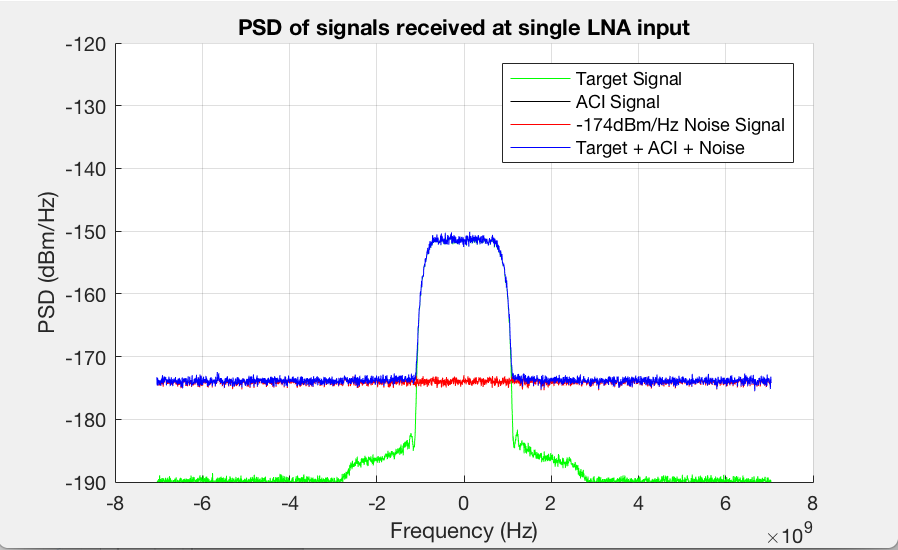 PSD of signals received at single LNA input
Target Signal
ACI Signal
-174dBm/Hz Noise Signal
Target + ACI + Noise
PSD (dBm/Hz)
-120
-130
-140
-150
-160
-170
-180
-190
-8 -6 -4 -2 0 2 4 6 8
Frequency (Hz)
×10⁹